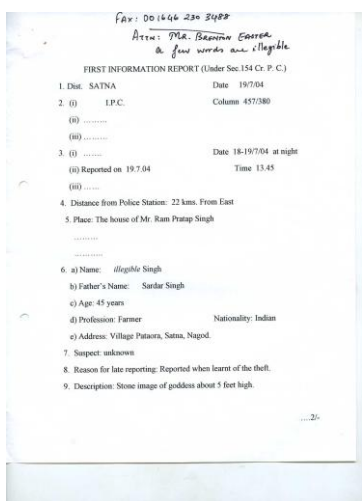 FAX: 001646 230 3488
ATTN: MR. BRENTON EASTER
a few words are illegible
FIRST INFORMATION REPORT (Under Sec.154 Cr. P. C.)
1. Dist. SATNA Date 19/7/04
2. (i) I.P.C. Column 457/380
(ii) .........
(iii) ........
3. (i) ....... Date 18-19/7/04 at night
(ii) Reported on 19.7.04 Time 13.45
(iii) ......
4. Distance from Police Station: 22 kms. From East
5. Place: The house of Mr. Ram Pratap Singh
.........
...........
6. a) Name: illegible Singh
b) Father's Name: Sardar Singh
c) Age: 45 years
d) Profession: Farmer Nationality: Indian
e) Address: Village Pataora, Satna, Nagod.
7. Suspect: unknown
8. Reason for late reporting: Reported when learnt of the theft.
9. Description: Stone image of goddess about 5 feet high.
....2/-